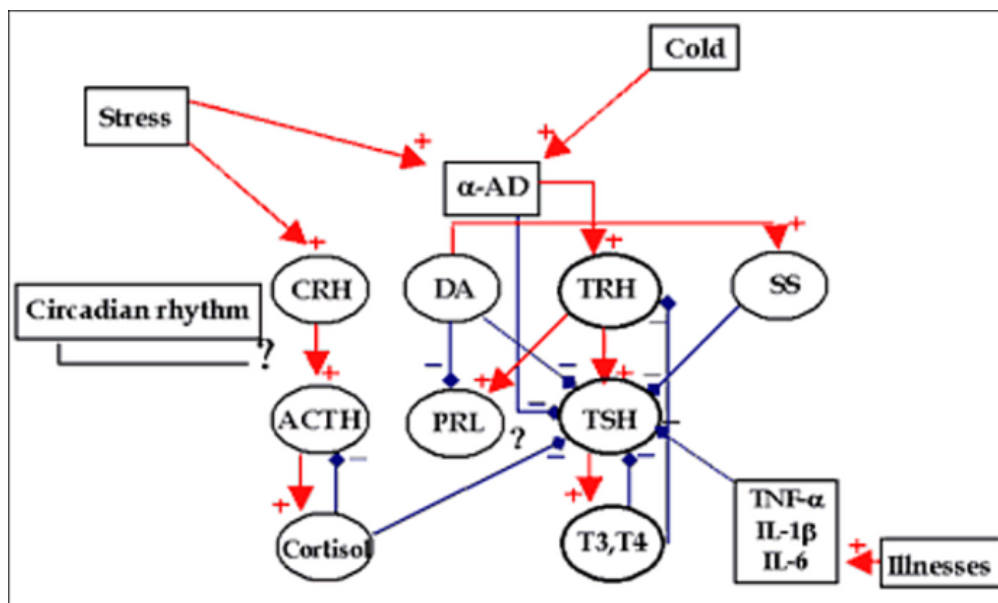 Cold
Stress
+
+
α-AD
+
+
+
CRH
DA
TRH
SS
Circadian rhythm
?
−
+
−
−
+
+
−
−
ACTH
PRL
?
TSH
−
−
−
−
+
+
Cortisol
T3,T4
TNF-α
IL-1β
IL-6
+
Illnesses